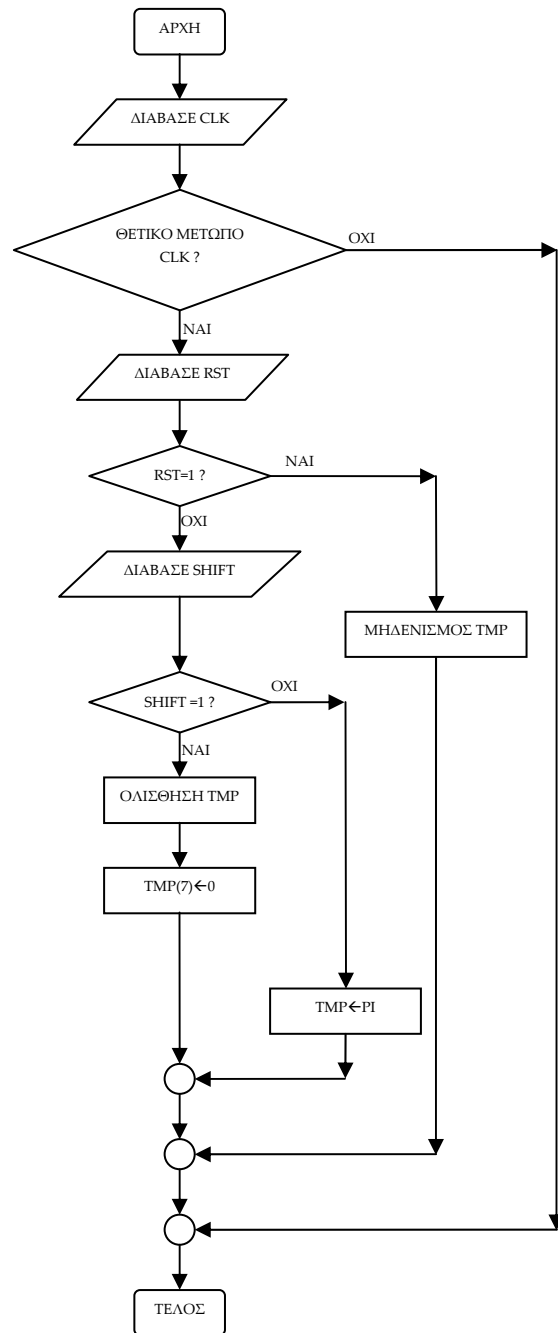 ΑΡΧΗ
ΔΙΑΒΑΣΕ CLK
ΘΕΤΙΚΟ ΜΕΤΩΠΟ
CLK ?
ΟΧΙ
ΝΑΙ
ΔΙΑΒΑΣΕ RST
RST=1 ?
ΝΑΙ
ΟΧΙ
ΔΙΑΒΑΣΕ SHIFT
ΜΗΔΕΝΙΣΜΟΣ TMP
SHIFT =1 ?
ΟΧΙ
ΝΑΙ
ΟΛΙΣΘΗΣΗ TMP
TMP(7)←0
TMP←PI
ΤΕΛΟΣ